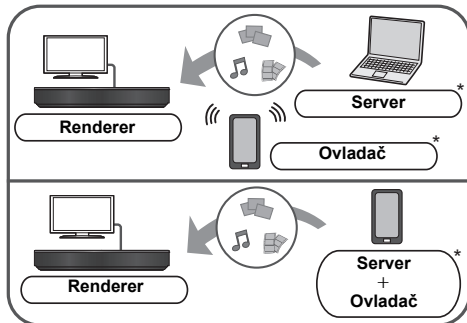 Server*
Renderer
Ovladač*
Renderer
Server*
+
Ovladač